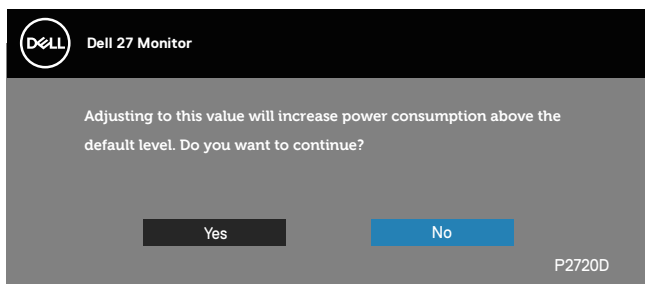 DELL
Dell 27 Monitor
Adjusting to this value will increase power consumption above the
default level. Do you want to continue?
Yes No
P2720D